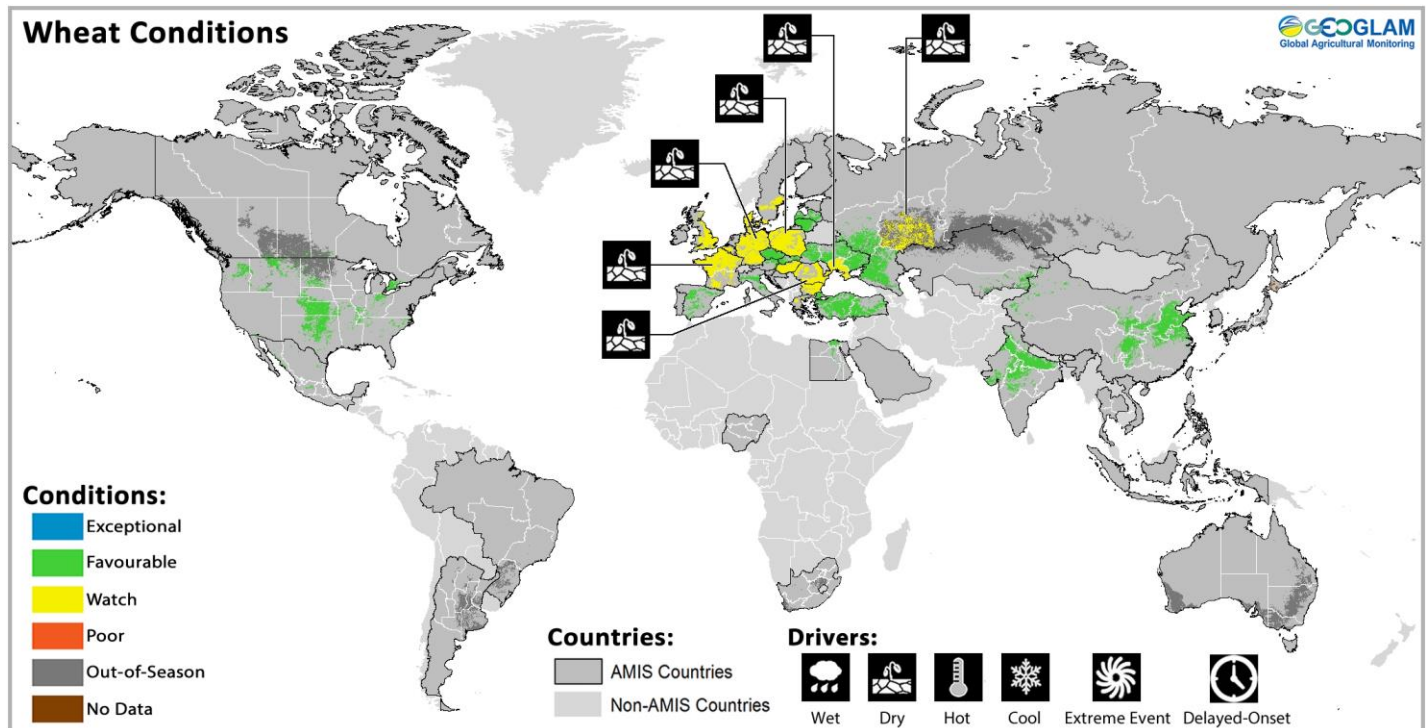 Wheat Conditions
GEOGLAM
Global Agricultural Monitoring
Conditions:
Exceptional
Favourable
Watch
Poor
Out-of-Season
No Data
Countries:
AMIS Countries
Non-AMIS Countries
Drivers:
Wet
Dry
Hot
Cool
Extreme Event
Delayed-Onset